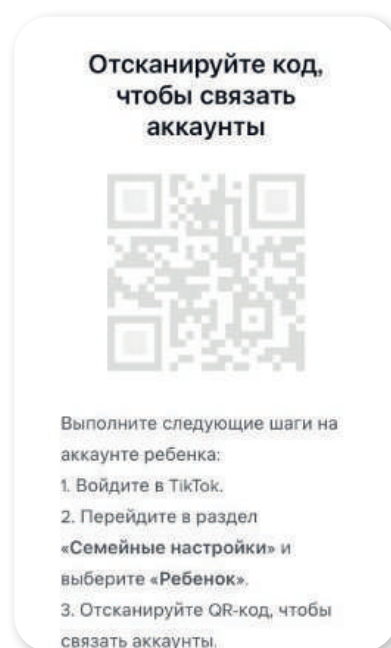 Отсканируйте код,
чтобы связать
аккаунты
Выполните следующие шаги на
аккаунте ребенка:
1. Войдите в TikTok.
2. Перейдите в раздел
«Семейные настройки» и
выберите «Ребенок».
3. Отсканируйте QR-код, чтобы
связать аккаунты.